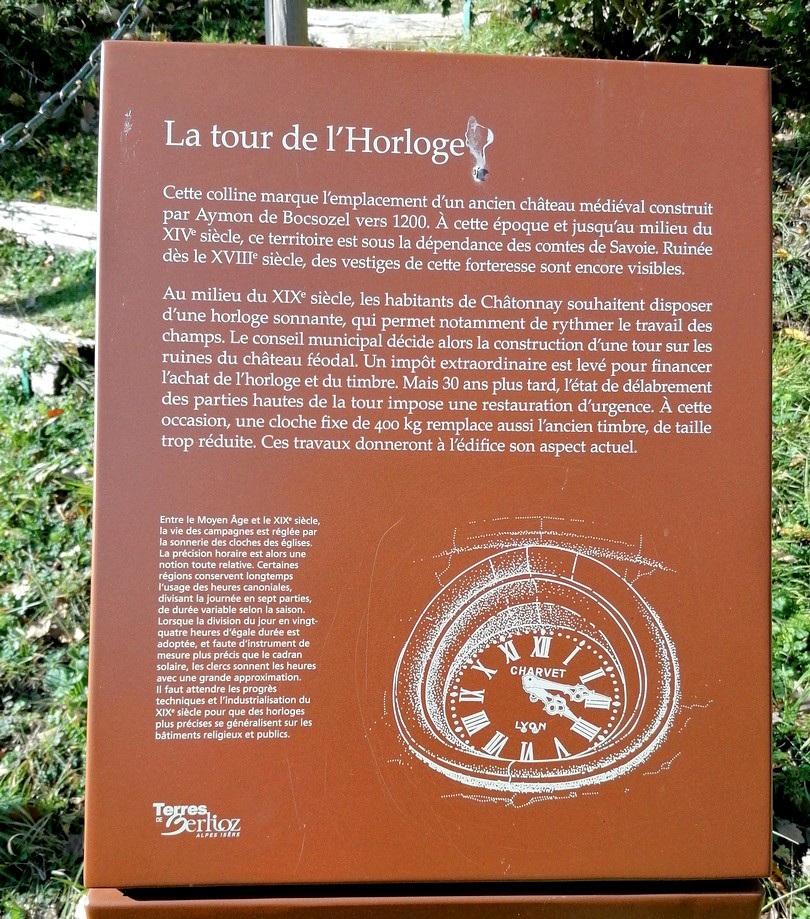 La tour de l'Horloge
Cette colline marque l'emplacement d'un ancien château médiéval construit
par Aymon de Bocsozel vers 1200. À cette époque et jusqu'au milieu du
XIVe siècle, ce territoire est sous la dépendance des comtes de Savoie. Ruinée
dès le XVIIIe siècle, des vestiges de cette forteresse sont encore visibles.
Au milieu du XIXe siècle, les habitants de Châtonnay souhaitent disposer
d'une horloge sonnante, qui permet notamment de rythmer le travail des
champs. Le conseil municipal décide alors la construction d'une tour sur les
ruines du château féodal. Un impôt extraordinaire est levé pour financer
l'achat de l'horloge et du timbre. Mais 30 ans plus tard, l'état de délabrement
des parties hautes de la tour impose une restauration d'urgence. À cette
occasion, une cloche fixe de 400 kg remplace aussi l'ancien timbre, de taille
trop réduite. Ces travaux donneront à l'édifice son aspect actuel.
Entre le Moyen Âge et le XIXe siècle,
la vie des campagnes est réglée par
la sonnerie des cloches des églises.
La précision horaire est alors une
notion toute relative. Certaines
régions conservent longtemps
l'usage des heures canoniales,
divisant la journée en sept parties,
de durée variable selon la saison.
Lorsque la division du jour en vingt-
quatre heures d'égale durée est
adoptée, et faute d'instrument de
mesure plus précis que le cadran
solaire, les clercs sonnent les heures
avec une grande approximation.
Il faut attendre les progrès
techniques et l'industrialisation du
XIXe siècle pour que des horloges
plus précises se généralisent sur les
bâtiments religieux et publics.
CHARVET
LYON
Terres
DE Berlioz
ALPES ISÈRE